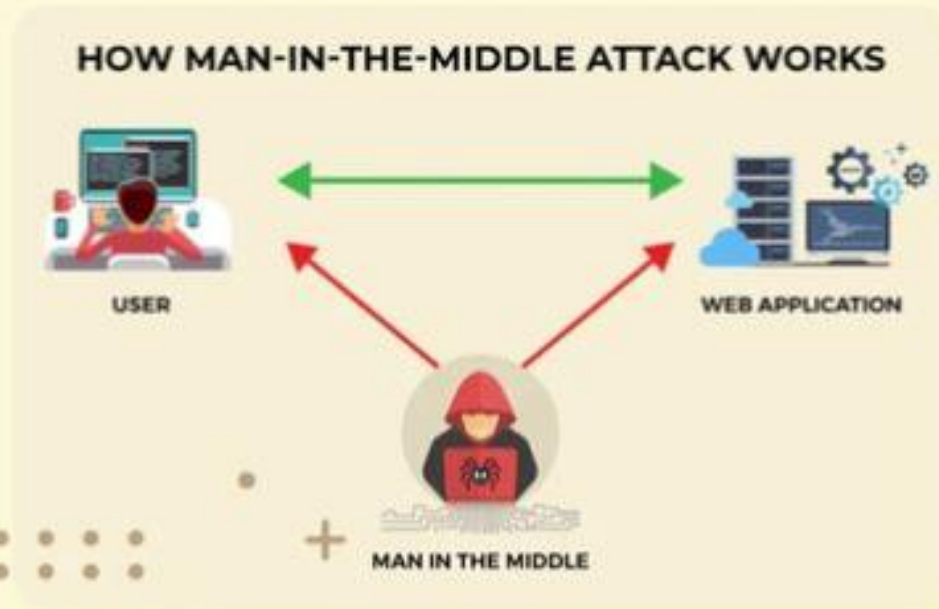 HOW MAN-IN-THE-MIDDLE ATTACK WORKS
USER
WEB APPLICATION
MAN IN THE MIDDLE